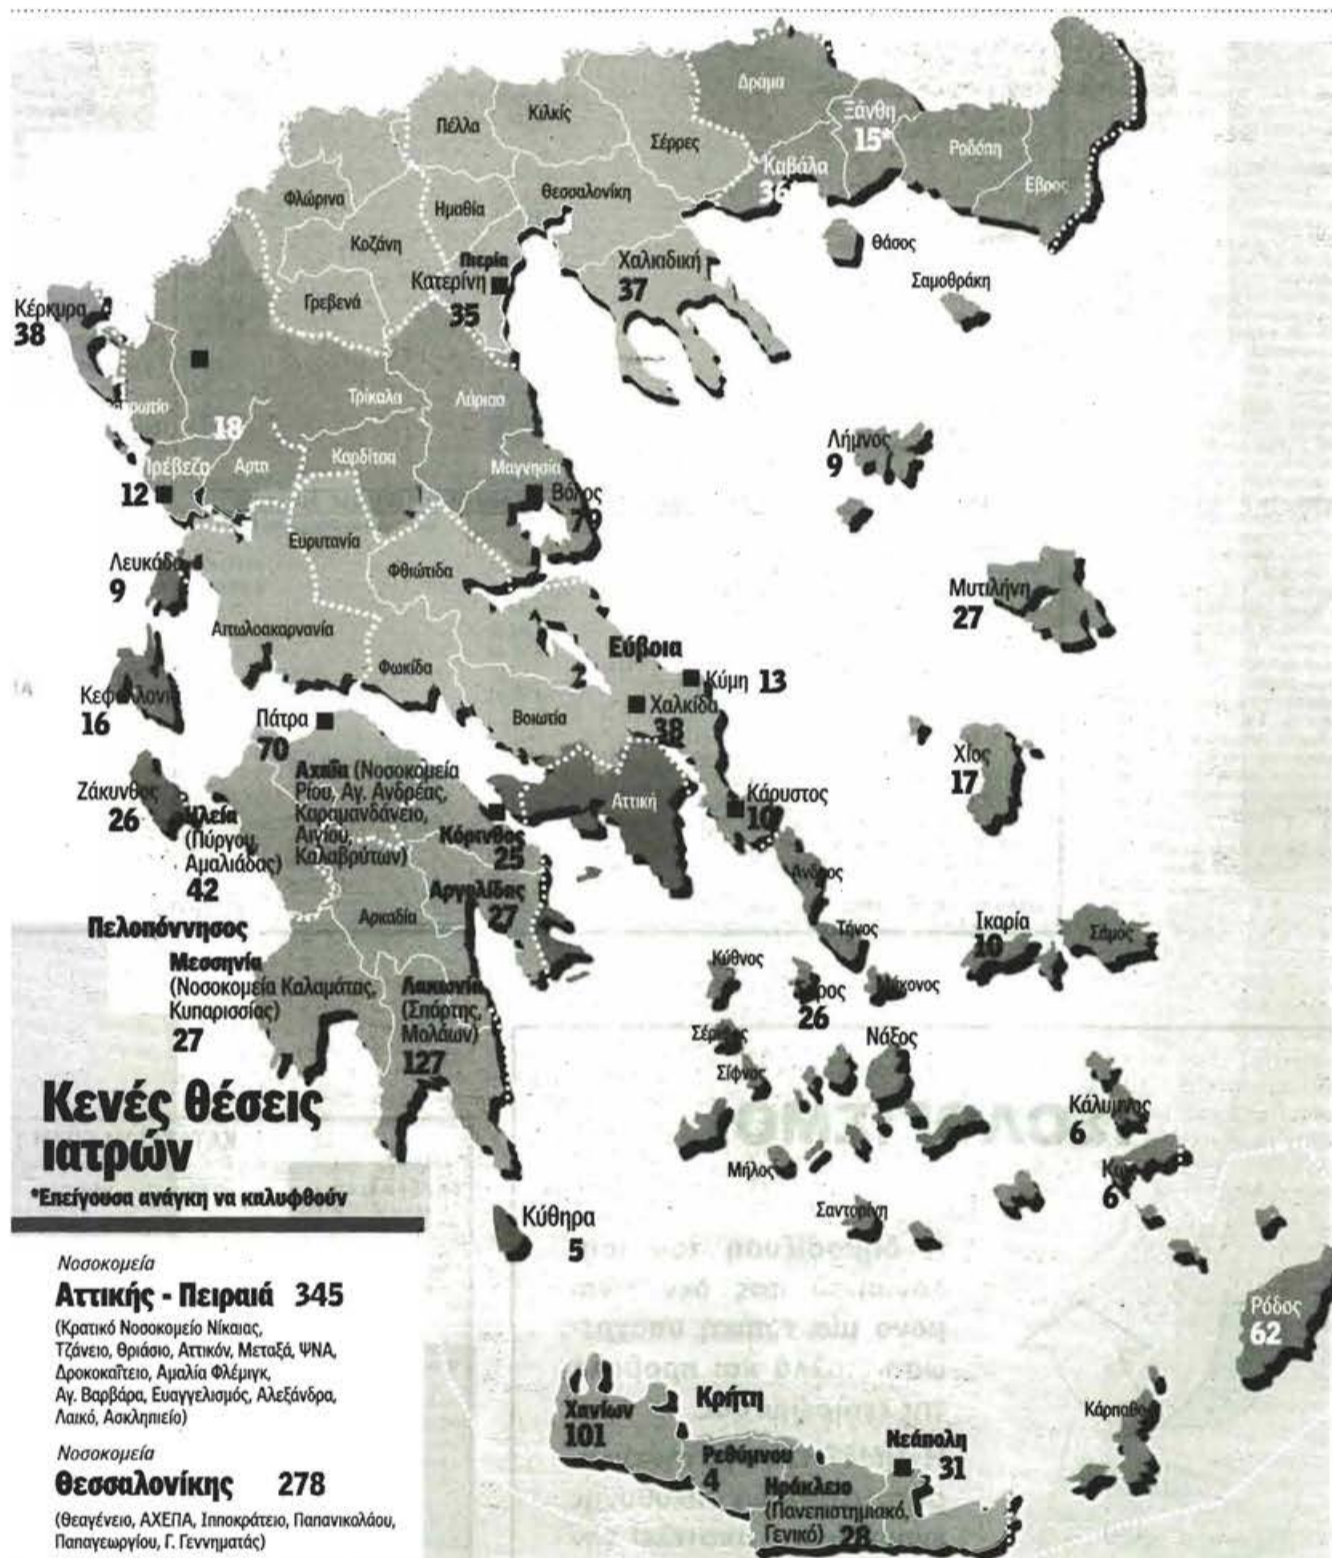 Δράμα
Ξάνθη
15*
Κιλκίς
Πέλλα
Σέρρες
Ροδόπη
Καβάλα
36
Έβρος
Φλώρινα
Ημαθία
Θεσσαλονίκη
Κοζάνη
Θάσος
Πιερία
Κατερίνη
35
Χαλκιδική
37
Σαμοθράκη
Γρεβενά
Κέρκυρα
38
Τρίκαλα
Λάρισα
18
Λήμνος
9
Άρτα
Καρδίτσα
Μαγνησία
12
Βόλος
79
Ευρυτανία
Φθιώτιδα
Λευκάδα
9
Μυτιλήνη
27
Αιτωλοακαρνανία
Εύβοια
Φωκίδα
Κύμη 13
Κεφαλλονιά
16
Χαλκίδα
38
Βοιωτία
Πάτρα
70
Χίος
17
Αχαΐα (Νοσοκομεία
Ρίου, Αγ. Ανδρέας,
Καραμανδάνειο,
Αιγίου,
Καλαβρύτων)
Ζάκυνθος
26
Αττική
Κάρυστος
10
Ηλεία
(Πύργου,
Αμαλιάδας)
42
Κόρινθος
25
Άνδρος
Αργολίδας
27
Αρκαδία
Πελοπόννησος
Τήνος
Ικαρία
10
Σάμος
Μεσσηνία
(Νοσοκομεία Καλαμάτας,
Κυπαρισσίας)
27
Λακωνία
(Σπάρτης,
Μολάων)
127
Κύθνος
26
Σίφνος
Νάξος
Κάλυμνος
6
Κως
6
Μήλος
Σαντορίνη
Κενές θέσεις
ιατρών
*Επείγουσα ανάγκη να καλυφθούν
Κύθηρα
5
Ρόδος
62
Νοσοκομεία
Αττικής - Πειραιά 345
(Κρατικό Νοσοκομείο Νίκαιας,
Τζάνειο, Θριάσιο, Αττικόν, Μεταξά, ΨΝΑ,
Δροκοκαΐτειο, Αμαλία Φλέμιγκ,
Αγ. Βαρβάρα, Ευαγγελισμός, Αλεξάνδρα,
Λαικό, Ασκληπιείο)
Νοσοκομεία
Θεσσαλονίκης 278
(Θεαγένειο, ΑΧΕΠΑ, Ιπποκράτειο, Παπανικολάου,
Παπαγεωργίου, Γ. Γεννηματάς)
Κρήτη
Χανίων
101
Ρεθύμνου
4
Νεάπολη
31
Ηράκλειο
(Πανεπιστημιακό,
Γενικό) 28
Κάρπαθος